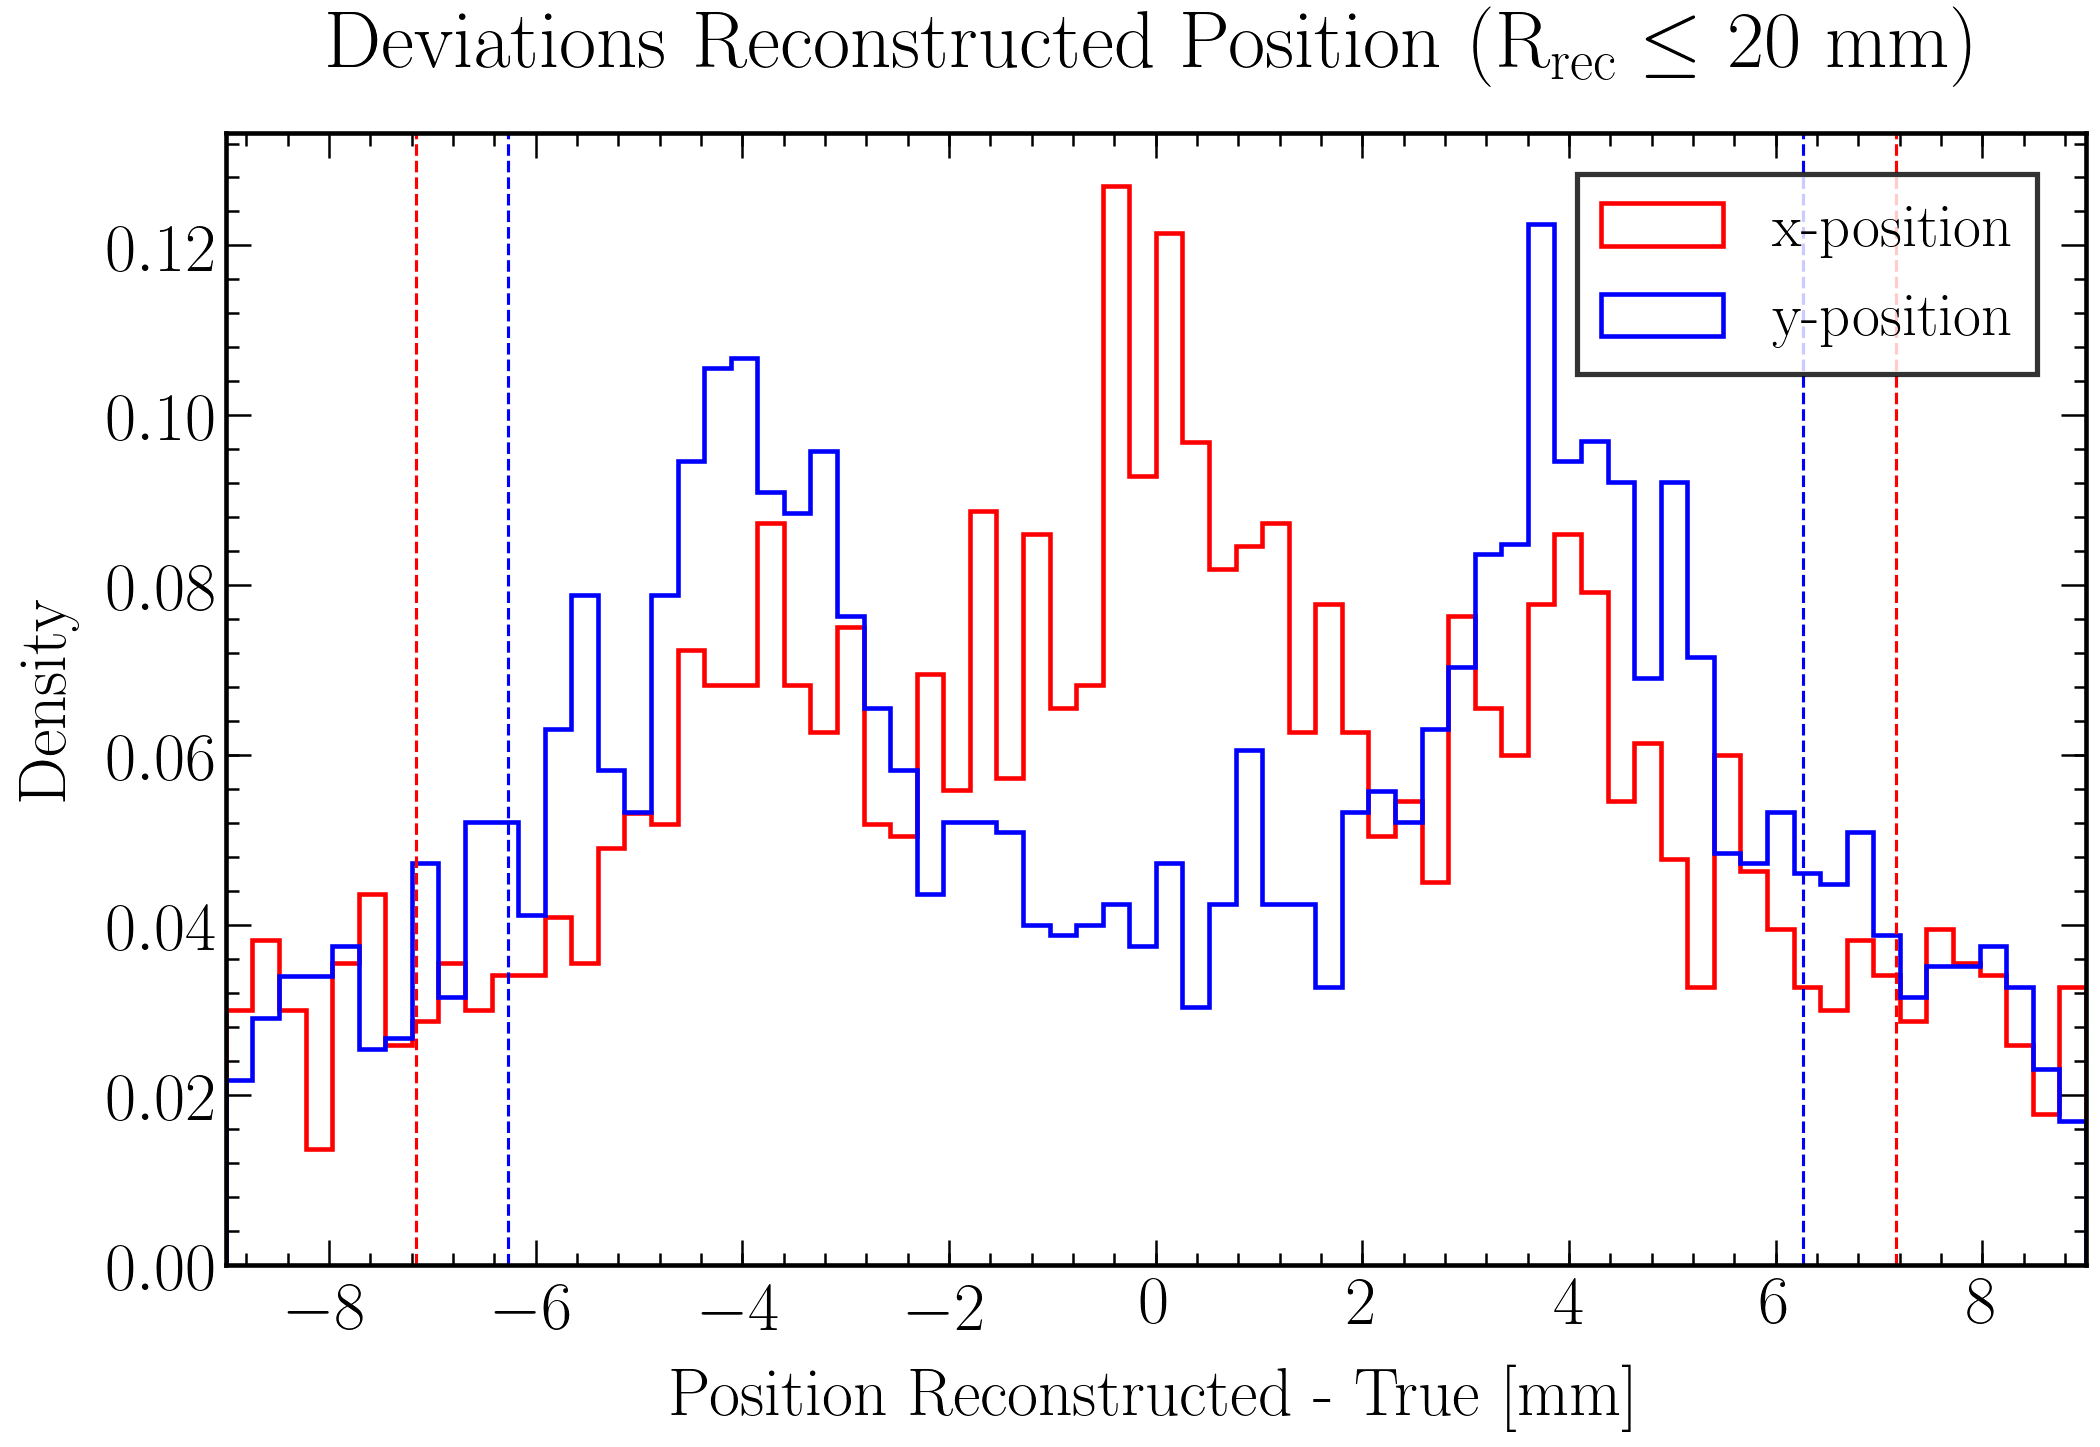 Deviations Reconstructed Position (R_rec ≤ 20 mm)
x-position
y-position
Density
0.12
0.10
0.08
0.06
0.04
0.02
0.00
−8 −6 −4 −2 0 2 4 6 8
Position Reconstructed - True [mm]